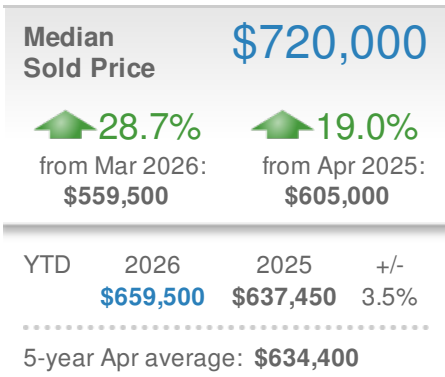 Median $720,000
Sold Price
28.7% 19.0%
from Mar 2026: from Apr 2025:
$559,500 $605,000
YTD 2026 2025 +/-
$659,500 $637,450 3.5%
5-year Apr average: $634,400